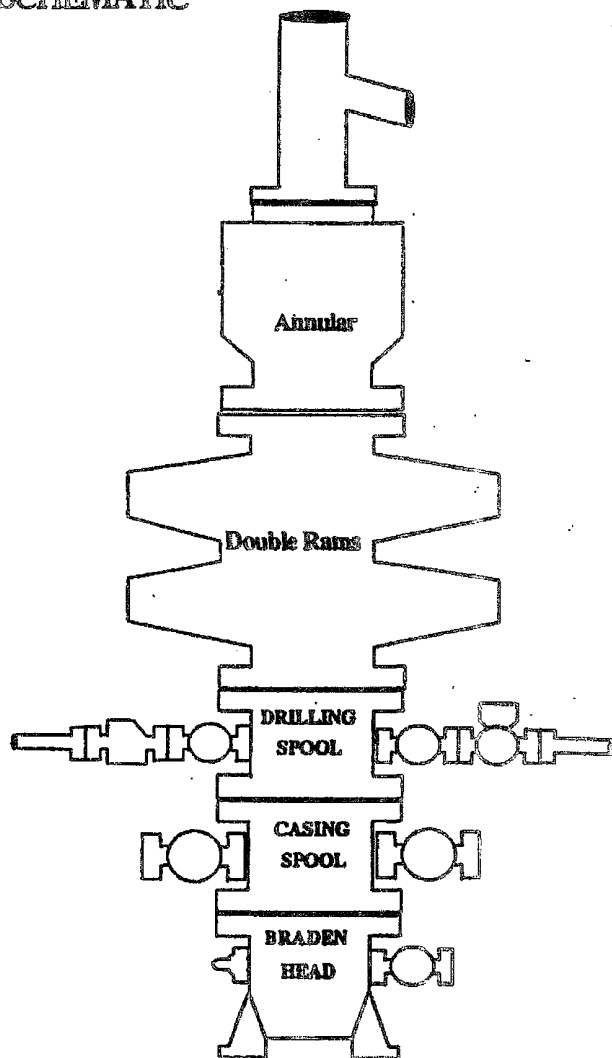 SCHEMATIC
Annular
Double Rams
DRILLING
SPOOL
CASING
SPOOL
BRADEN
HEAD